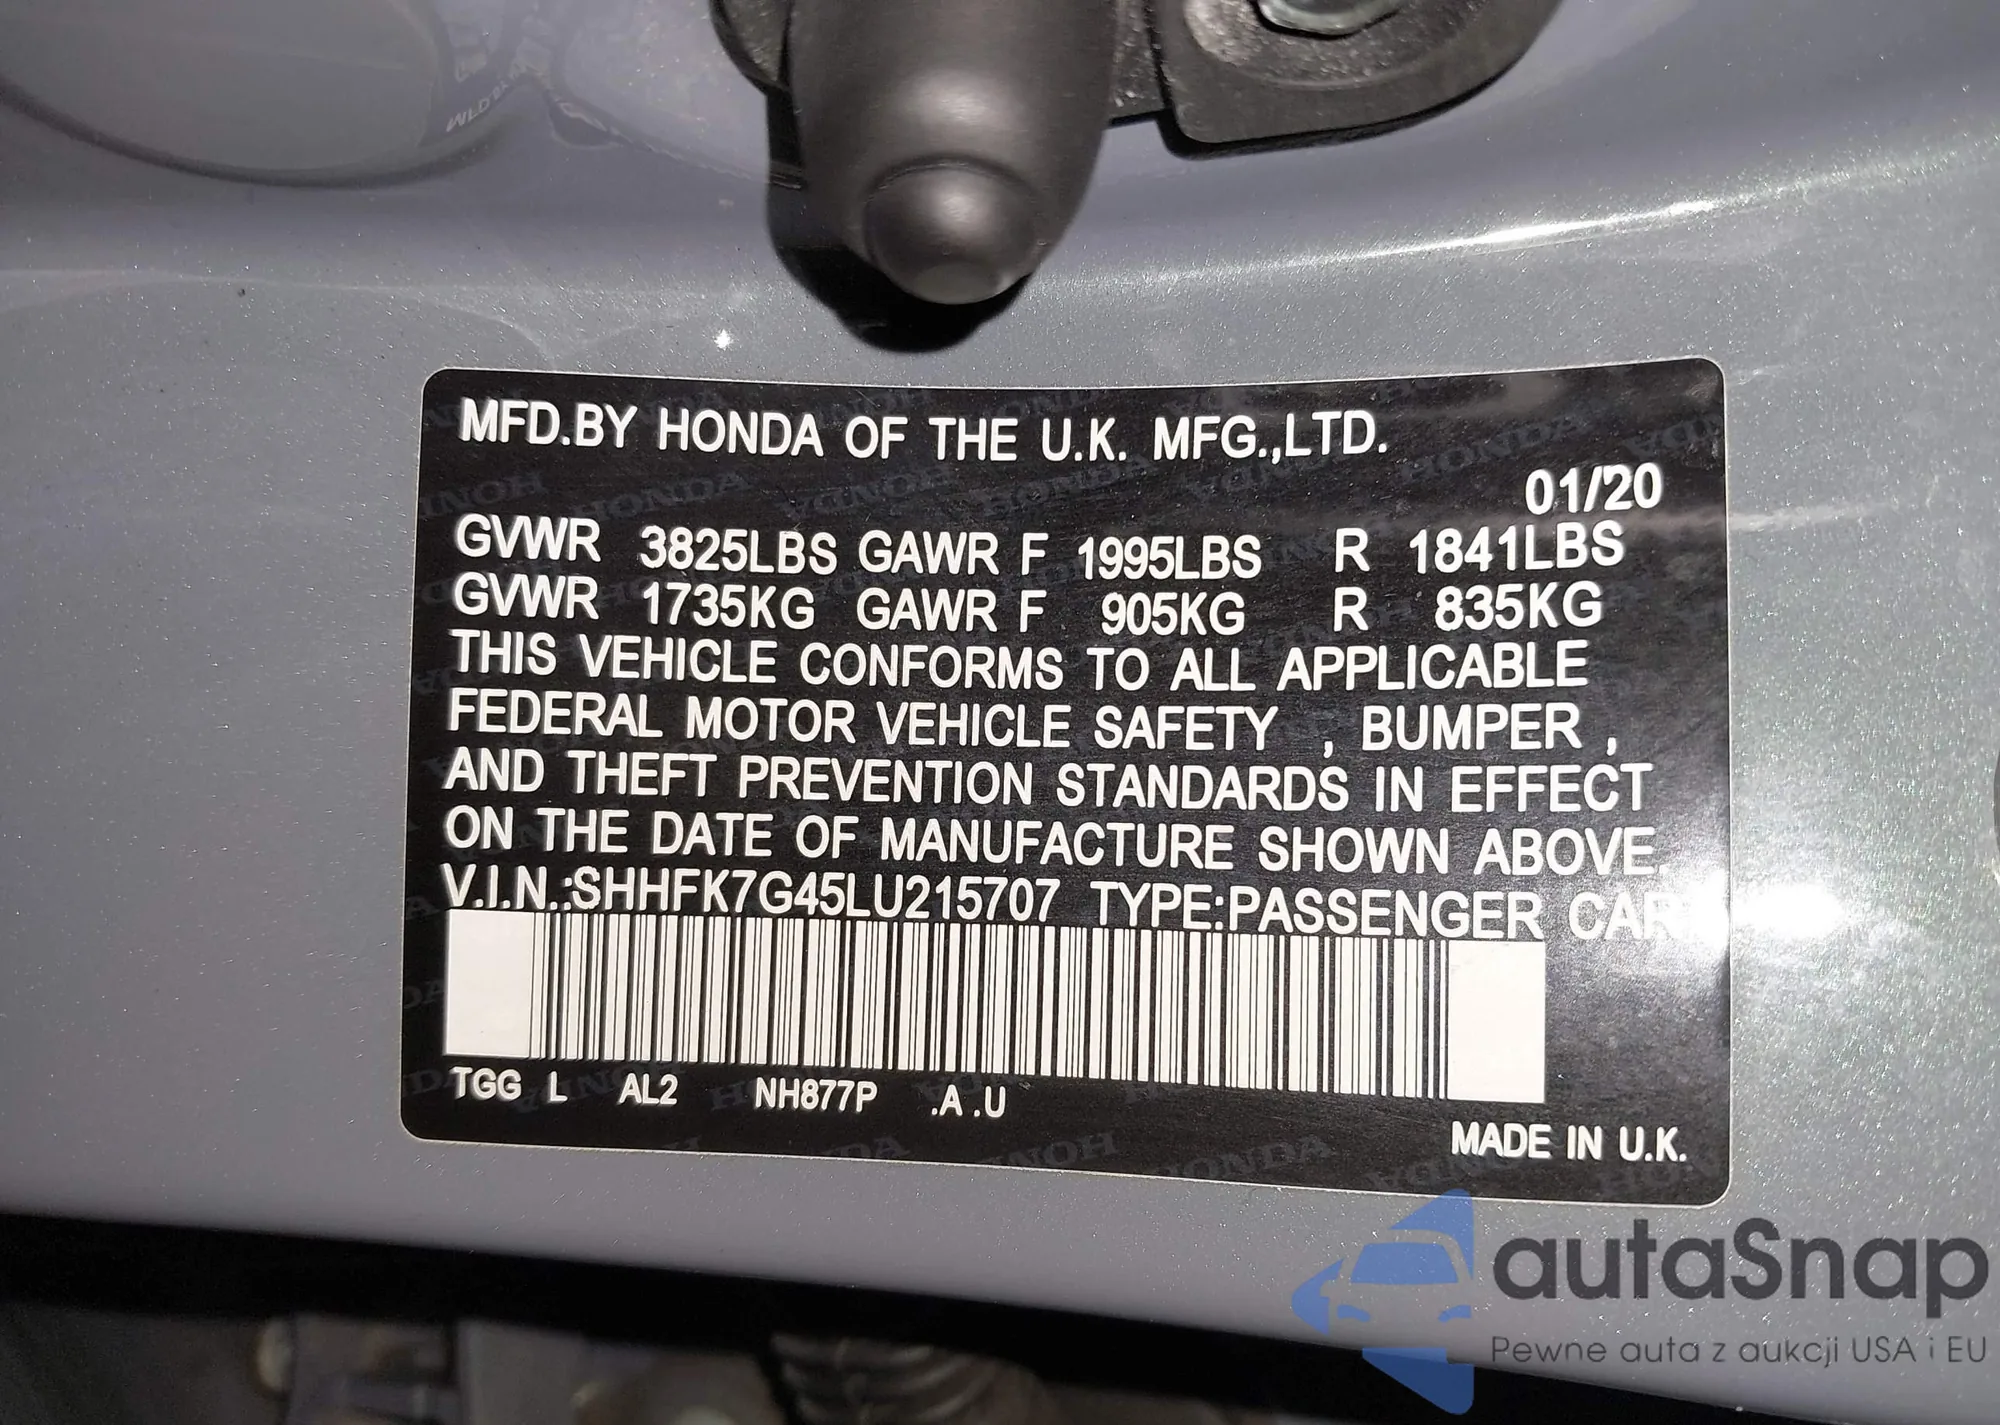 MFD.BY HONDA OF THE U.K. MFG.,LTD.
01/20
GVWR 3825LBS GAWR F 1995LBS R 1841LBS
GVWR 1735KG GAWR F 905KG R 835KG
THIS VEHICLE CONFORMS TO ALL APPLICABLE
FEDERAL MOTOR VEHICLE SAFETY , BUMPER ,
AND THEFT PREVENTION STANDARDS IN EFFECT
ON THE DATE OF MANUFACTURE SHOWN ABOVE.
V.I.N.:SHHFK7G45LU215707 TYPE:PASSENGER CAR
TGG L AL2 NH877P .A .U
MADE IN U.K.
autaSnap
Pewne auta z aukcji USA i EU